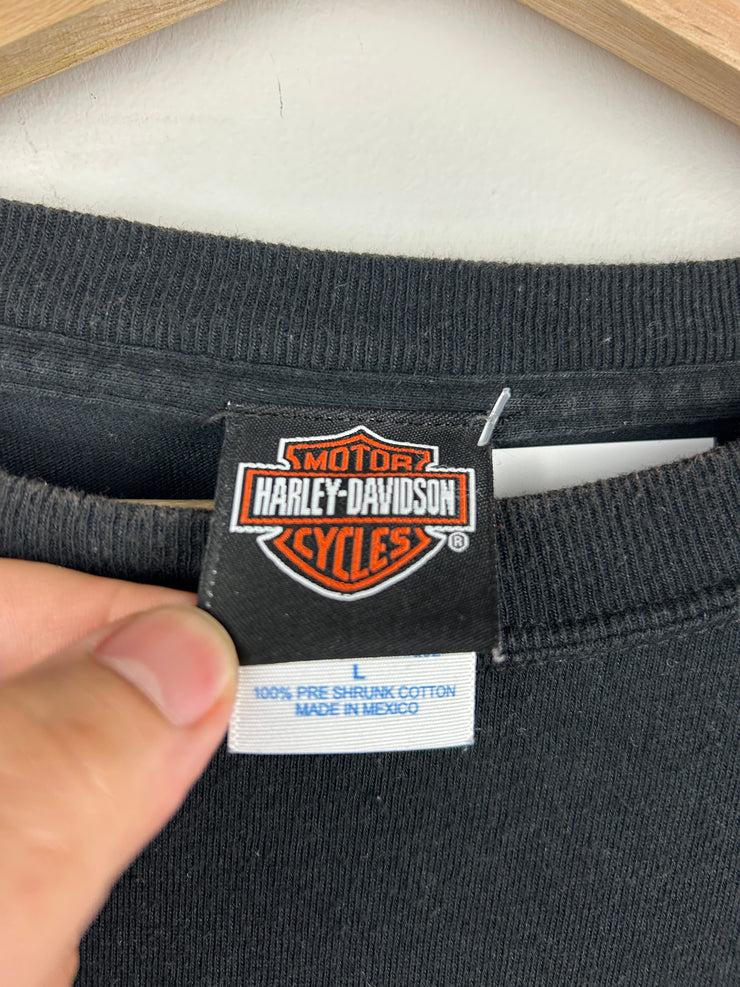 MOTOR
HARLEY-DAVIDSON
CYCLES
®
L
100% PRE SHRUNK COTTON
MADE IN MEXICO